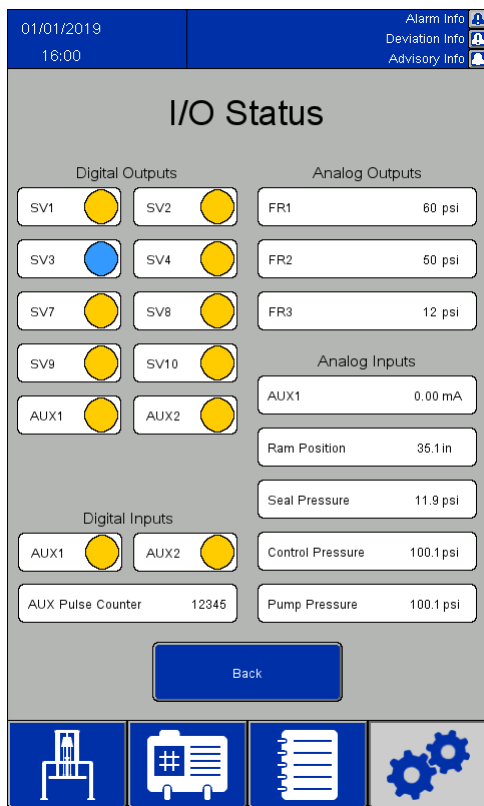 01/01/2019
16:00
Alarm Info
Deviation Info
Advisory Info
I/O Status
Digital Outputs
SV1
SV2
SV3
SV4
SV7
SV8
SV9
SV10
AUX1
AUX2
Digital Inputs
AUX1
AUX2
AUX Pulse Counter 12345
Analog Outputs
FR1 60 psi
FR2 50 psi
FR3 12 psi
Analog Inputs
AUX1 0.00 mA
Ram Position 35.1 in
Seal Pressure 11.9 psi
Control Pressure 100.1 psi
Pump Pressure 100.1 psi
Back